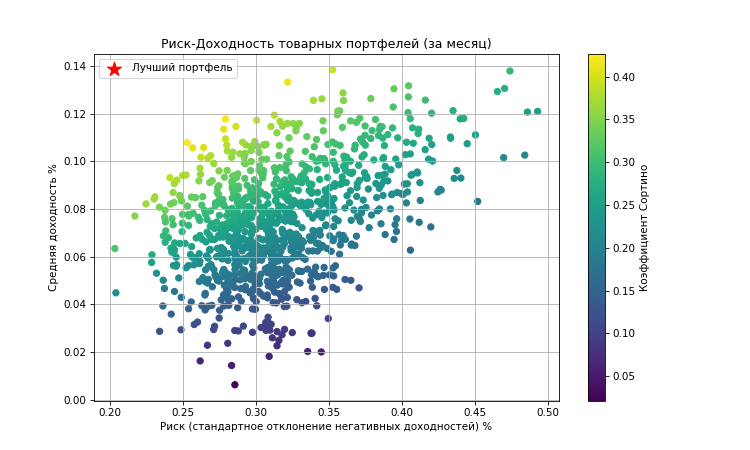 Риск-Доходность товарных портфелей (за месяц)
Лучший портфель
Средняя доходность %
0.14
0.12
0.10
0.08
0.06
0.04
0.02
0.00
0.20 0.25 0.30 0.35 0.40 0.45 0.50
Риск (стандартное отклонение негативных доходностей) %
0.40
0.35
0.30
0.25
0.20
0.15
0.10
0.05
Коэффициент Сортино